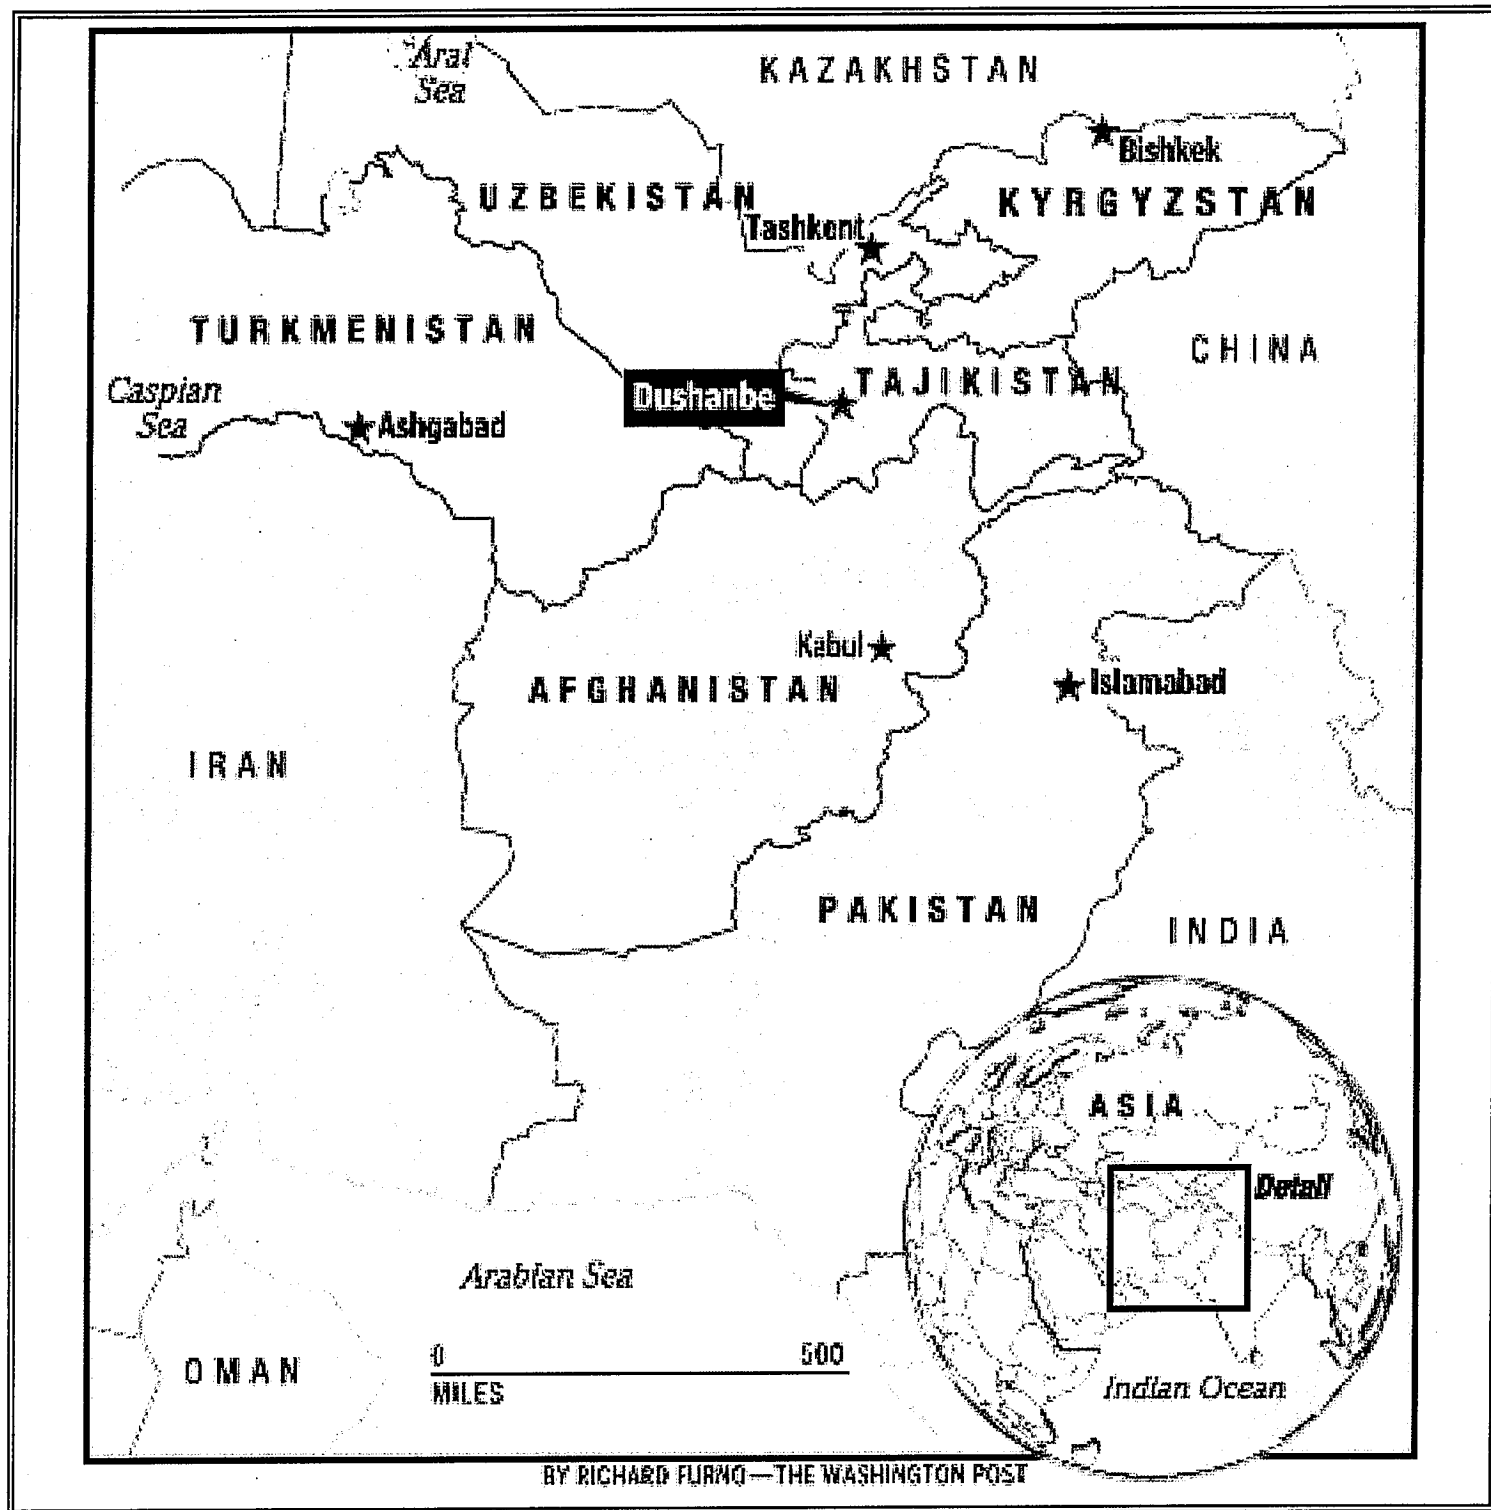 Aral
Sea
KAZAKHSTAN
Bishkek
UZBEKISTAN
KYRGYZSTAN
Tashkent
TURKMENISTAN
CHINA
Caspian
Sea
Dushanbe
TAJIKISTAN
Ashgabad
Kabul
AFGHANISTAN
Islamabad
IRAN
PAKISTAN
INDIA
ASIA
Detail
Arabian Sea
OMAN
0 500
MILES
Indian Ocean
BY RICHARD FURNO—THE WASHINGTON POST